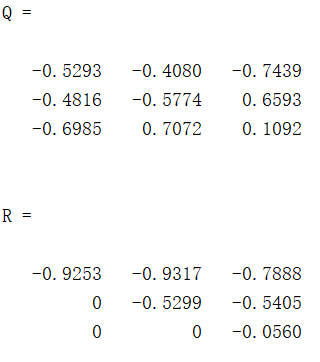 Q =
-0.5293 -0.4080 -0.7439
-0.4816 -0.5774 0.6593
-0.6985 0.7072 0.1092
R =
-0.9253 -0.9317 -0.7888
0 -0.5299 -0.5405
0 0 -0.0560